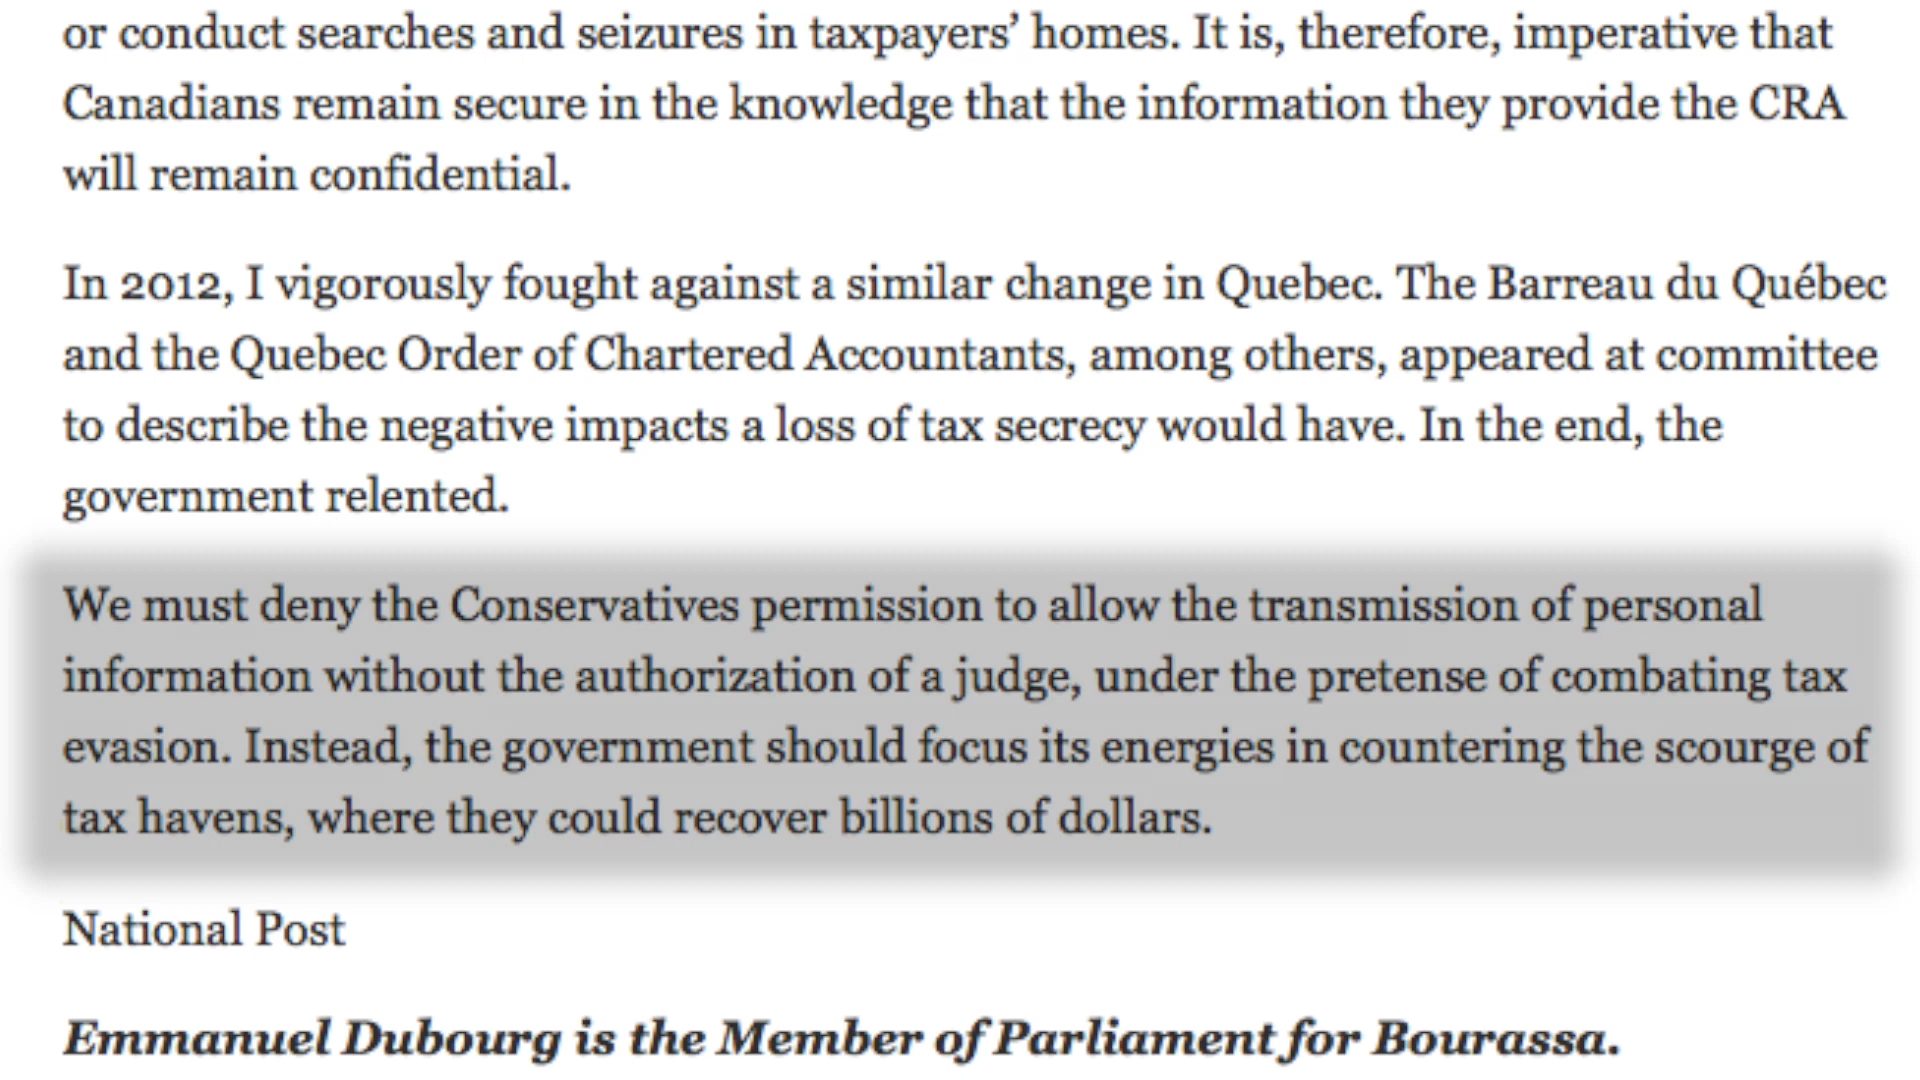 or conduct searches and seizures in taxpayers’ homes. It is, therefore, imperative that
Canadians remain secure in the knowledge that the information they provide the CRA
will remain confidential.
In 2012, I vigorously fought against a similar change in Quebec. The Barreau du Québec
and the Quebec Order of Chartered Accountants, among others, appeared at committee
to describe the negative impacts a loss of tax secrecy would have. In the end, the
government relented.
We must deny the Conservatives permission to allow the transmission of personal
information without the authorization of a judge, under the pretense of combating tax
evasion. Instead, the government should focus its energies in countering the scourge of
tax havens, where they could recover billions of dollars.
National Post
Emmanuel Dubourg is the Member of Parliament for Bourassa.